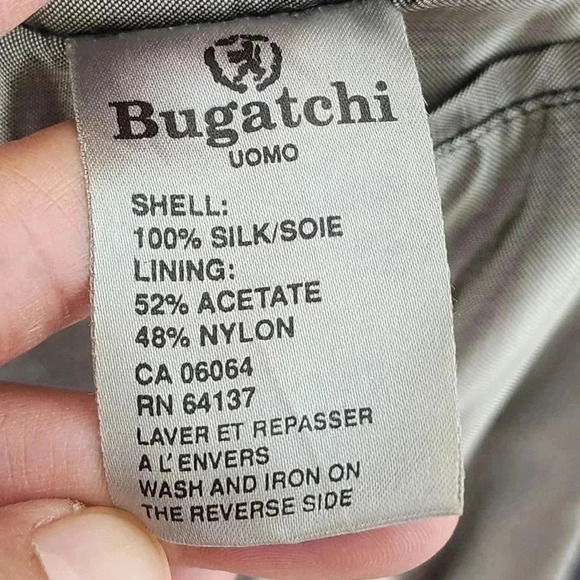 Bugatchi
UOMO
SHELL:
100% SILK/SOIE
LINING:
52% ACETATE
48% NYLON
CA 06064
RN 64137
LAVER ET REPASSER
A L'ENVERS
WASH AND IRON ON
THE REVERSE SIDE